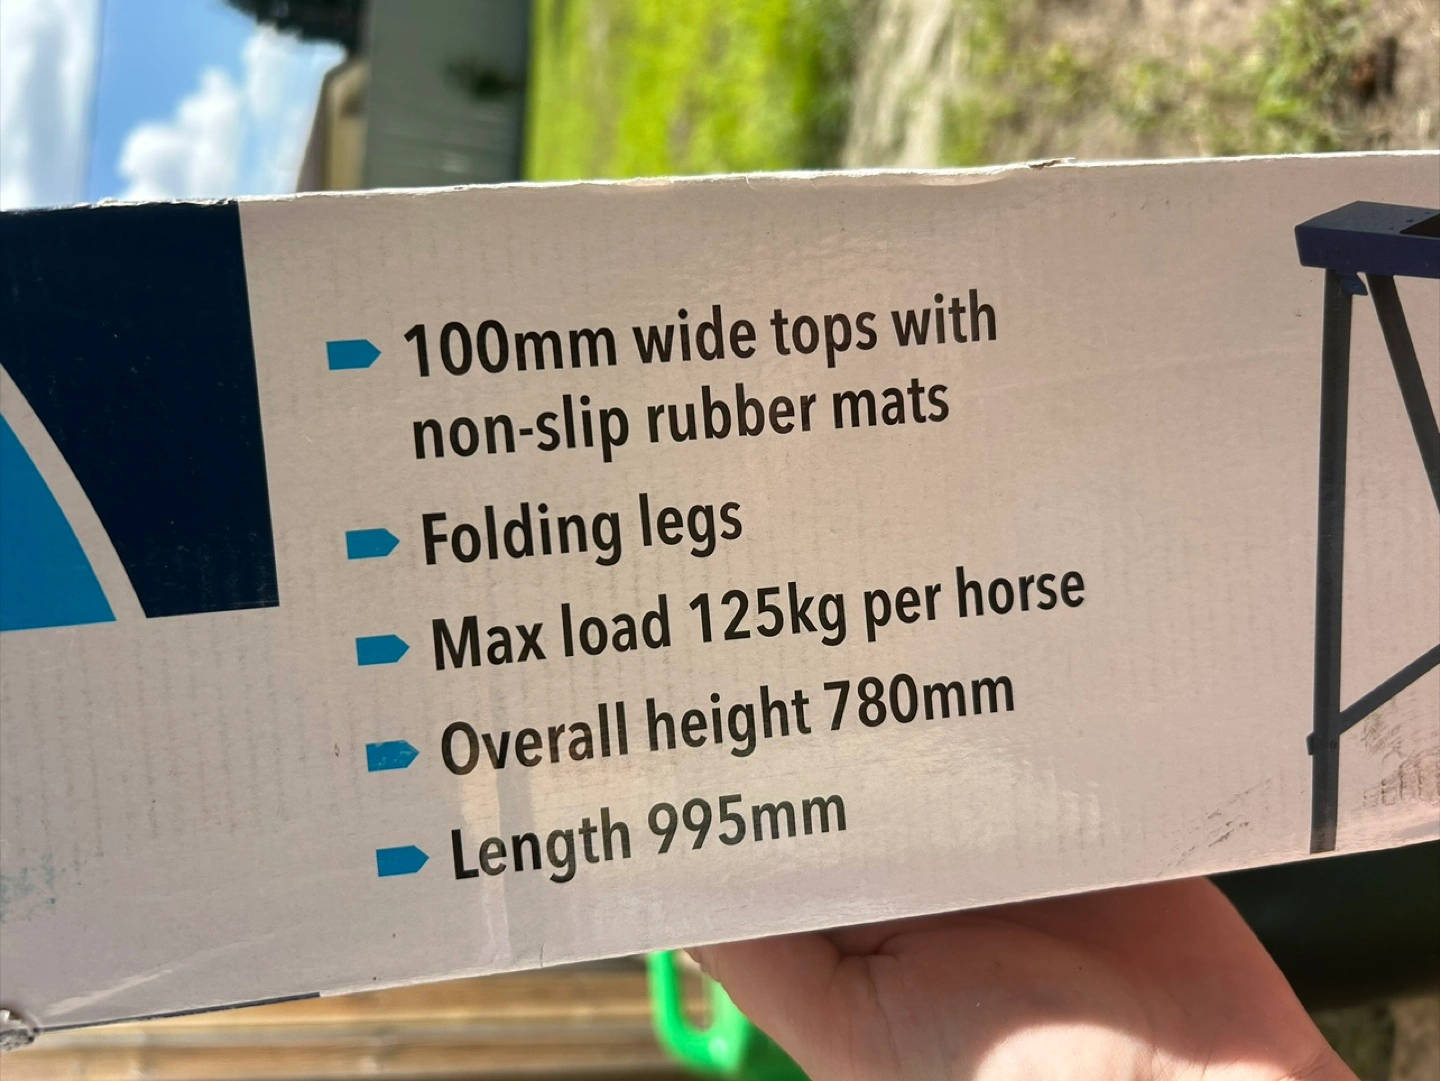 100mm wide tops with
non-slip rubber mats
Folding legs
Max load 125kg per horse
Overall height 780mm
Length 995mm